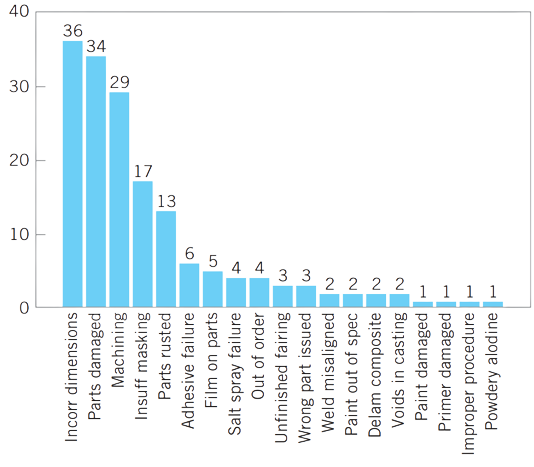 40
30
20
10
0
36
34
29
17
13
6
5
4
4
3
3
2
2
2
2
1
1
1
1
Incorr dimensions
Parts damaged
Machining
Insuff masking
Parts rusted
Adhesive failure
Film on parts
Salt spray failure
Out of order
Unfinished fairing
Wrong part issued
Weld misaligned
Paint out of spec
Delam composite
Voids in casting
Paint damaged
Primer damaged
Improper procedure
Powdery alodine